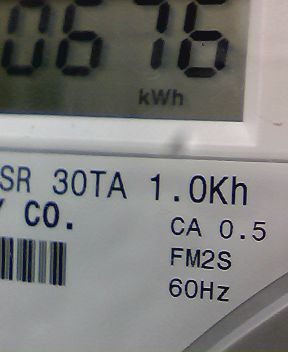 0676
kWh
SR 30TA 1.0Kh
Y CO.
CA 0.5
FM2S
60Hz